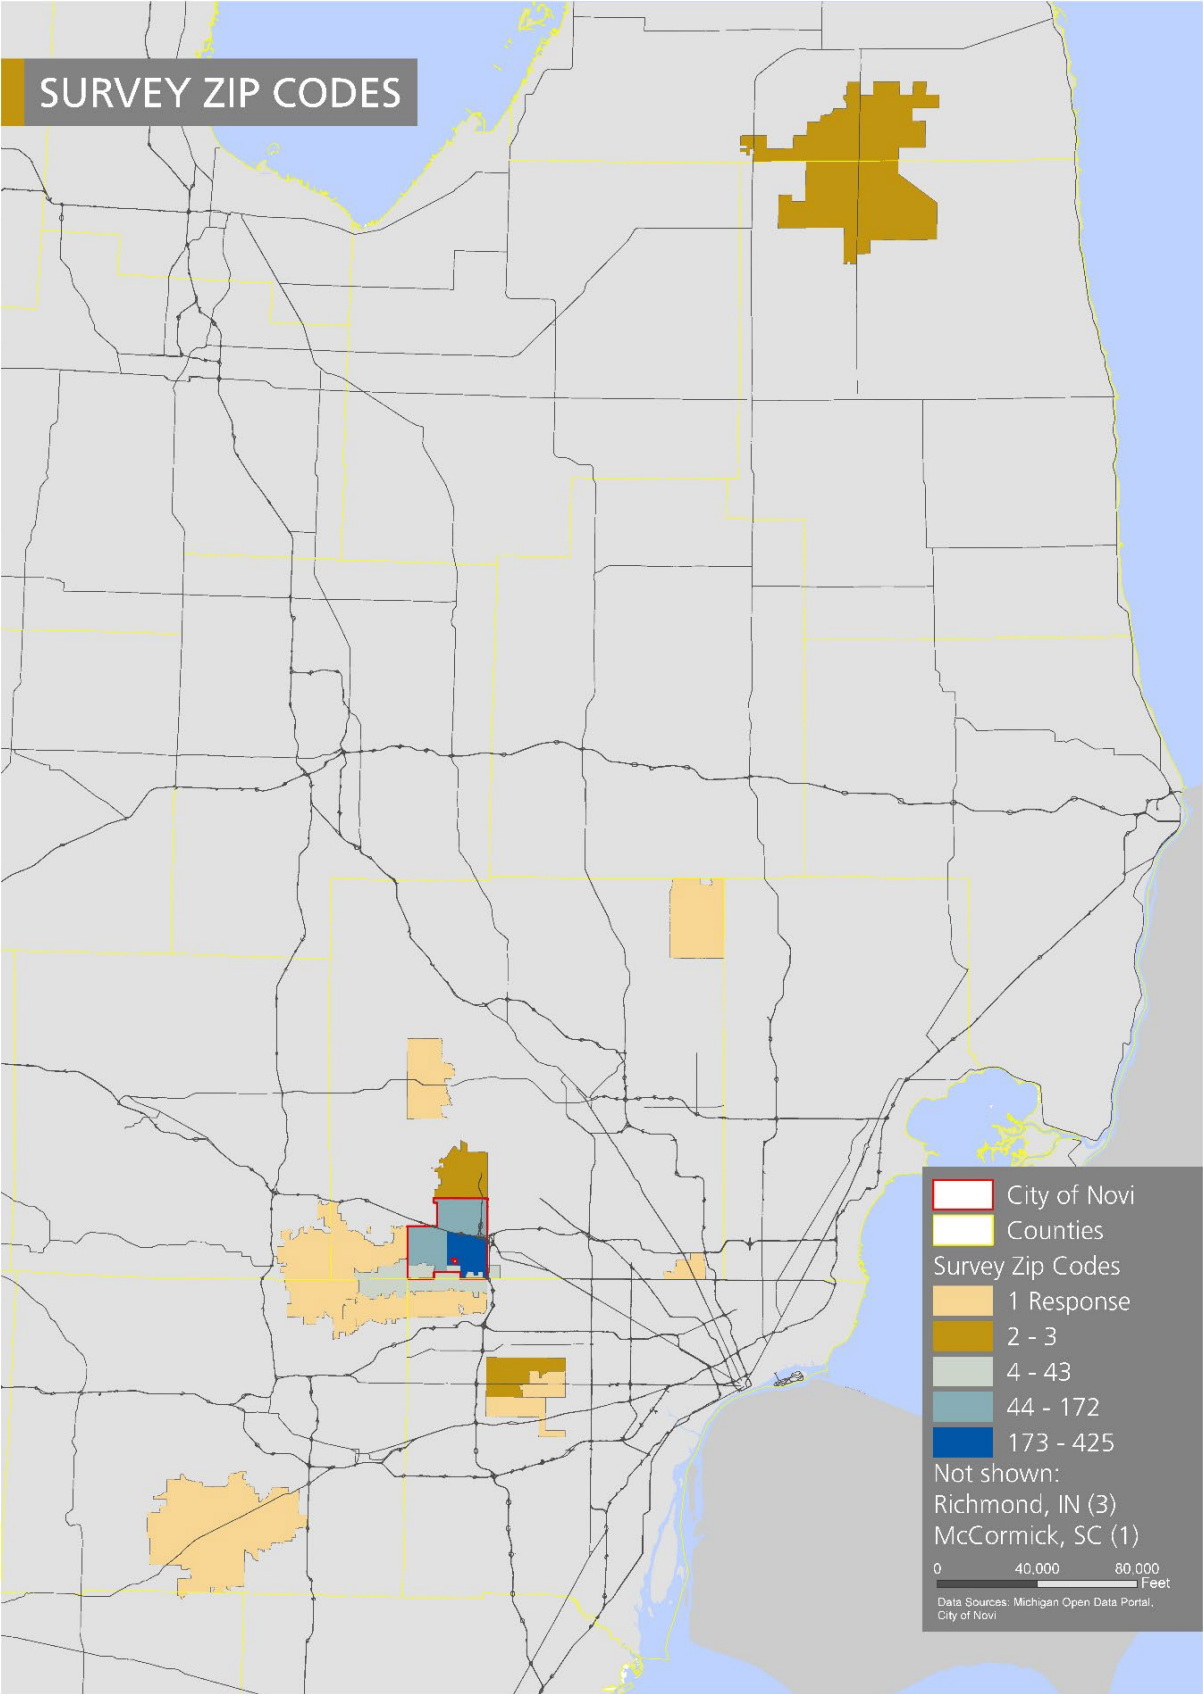 SURVEY ZIP CODES
City of Novi
Counties
Survey Zip Codes
1 Response
2 - 3
4 - 43
44 - 172
173 - 425
Not shown:
Richmond, IN (3)
McCormick, SC (1)
0 40,000 80,000
Feet
Data Sources: Michigan Open Data Portal,
City of Novi